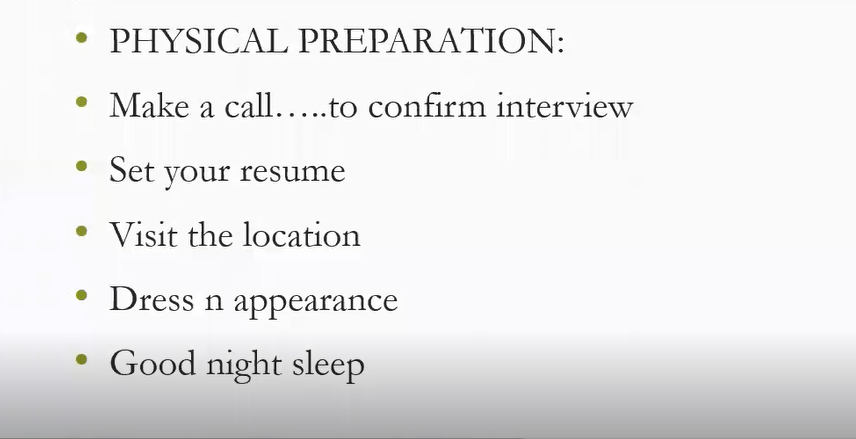 • PHYSICAL PREPARATION:
• Make a call…..to confirm interview
• Set your resume
• Visit the location
• Dress n appearance
• Good night sleep